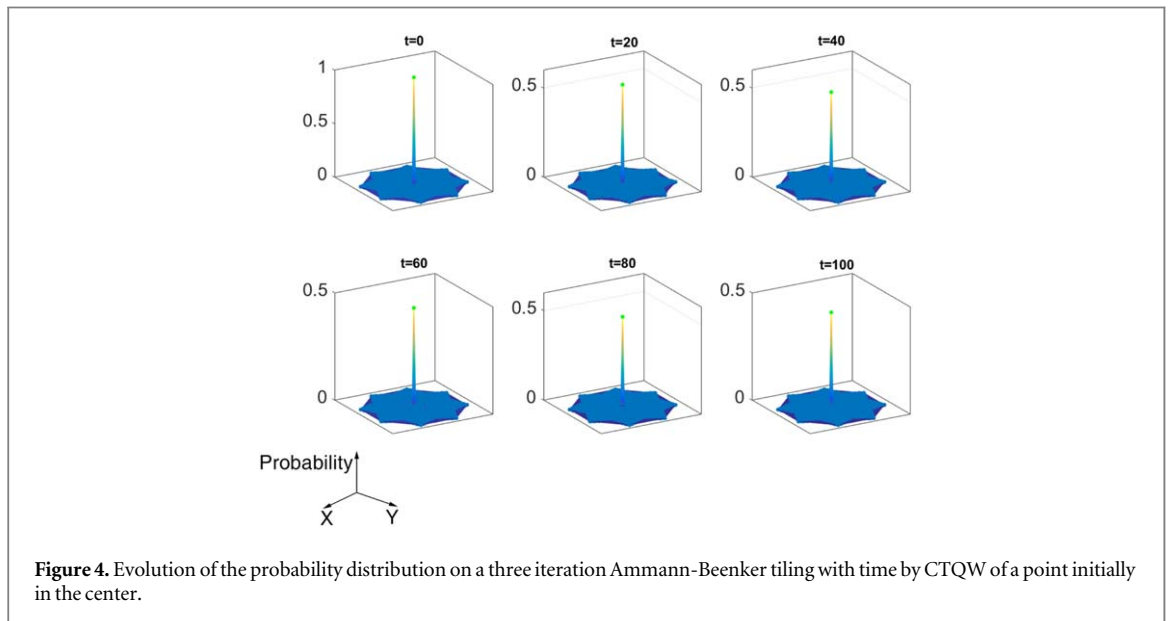 t=0
t=20
t=40
1
0.5
0
0.5
0
0.5
0
t=60
t=80
t=100
0.5
0
0.5
0
0.5
0
Probability
X
Y
Figure 4. Evolution of the probability distribution on a three iteration Ammann-Beenker tiling with time by CTQW of a point initially
in the center.